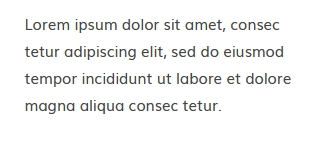 Lorem ipsum dolor sit amet, consec
tetur adipiscing elit, sed do eiusmod
tempor incididunt ut labore et dolore
magna aliqua consec tetur.